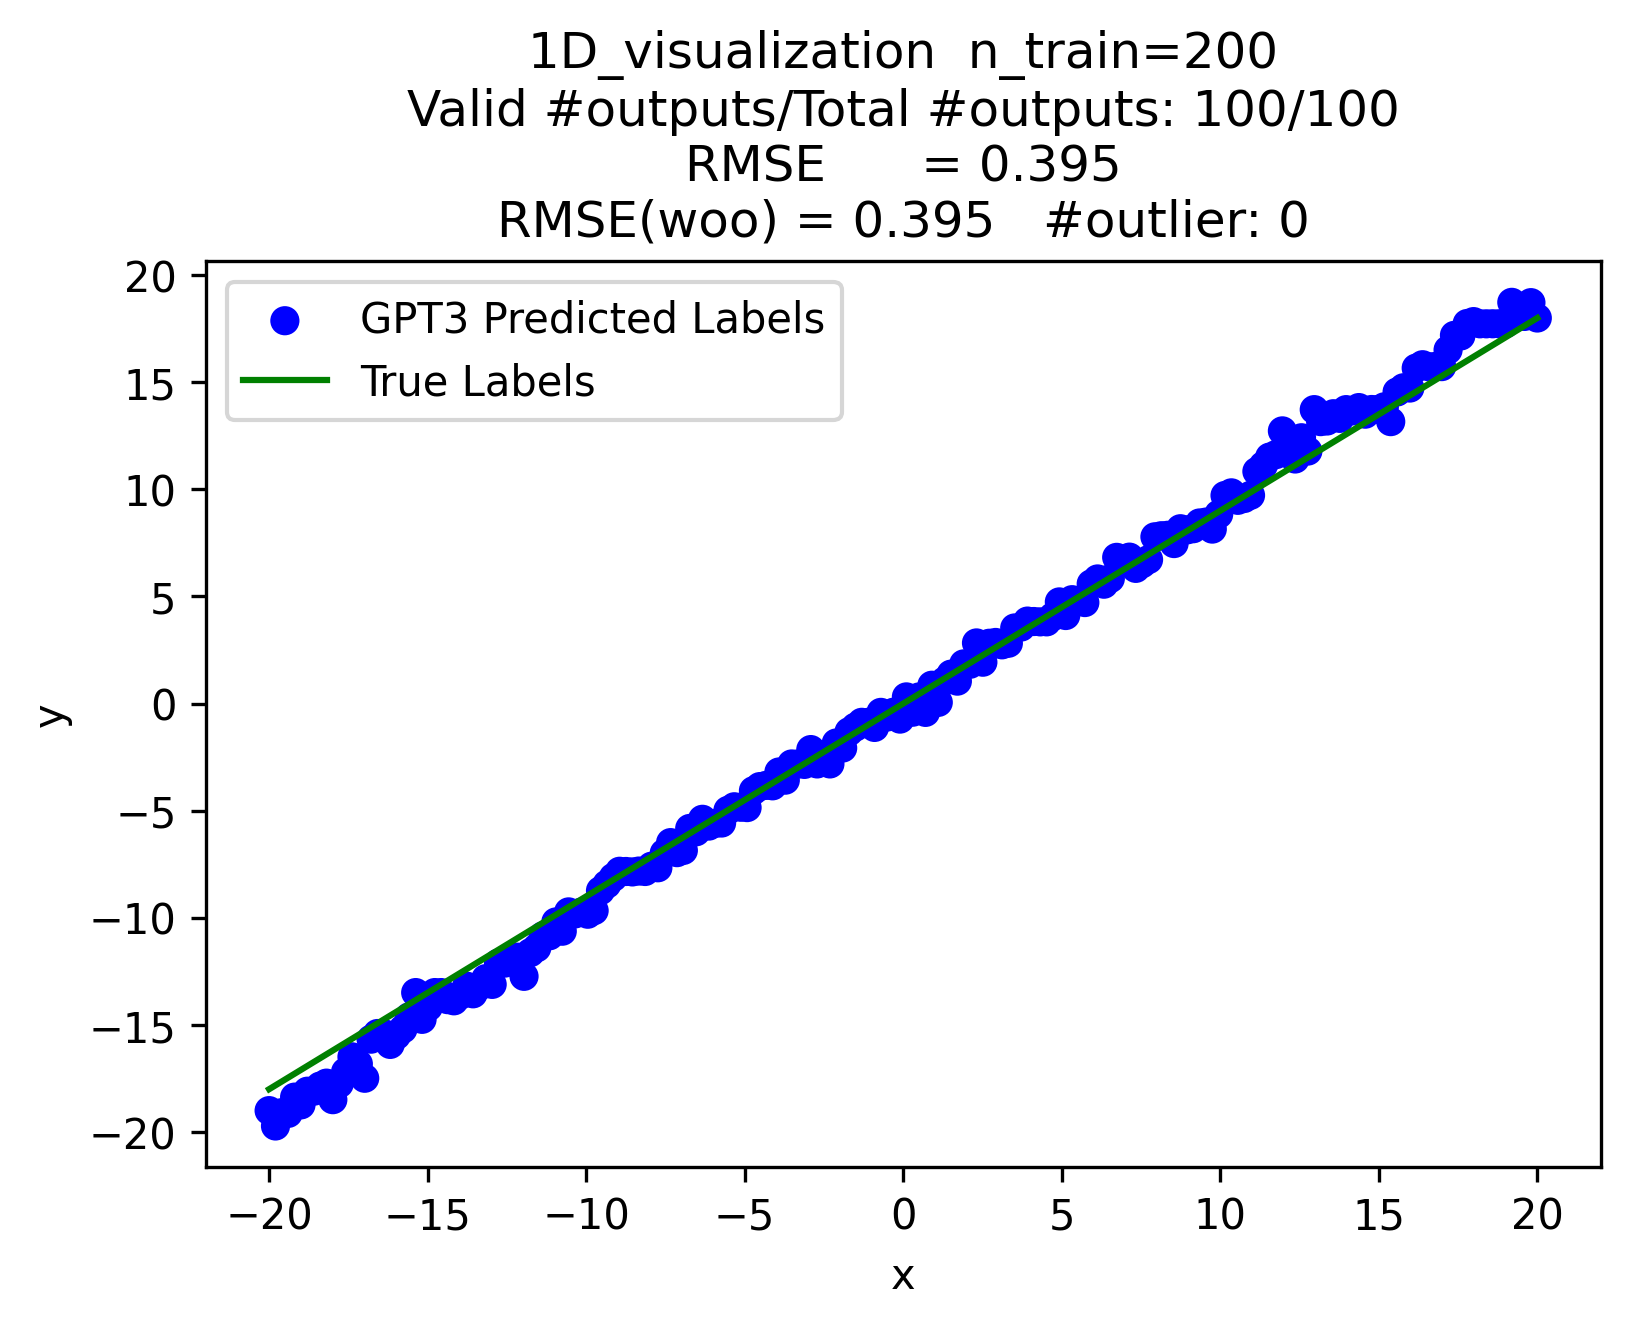 1D_visualization  n_train=200
Valid #outputs/Total #outputs: 100/100
RMSE      = 0.395
RMSE(woo) = 0.395   #outlier: 0
GPT3 Predicted Labels
True Labels
20
15
10
5
0
−5
−10
−15
−20
y
−20 −15 −10 −5 0 5 10 15 20
x